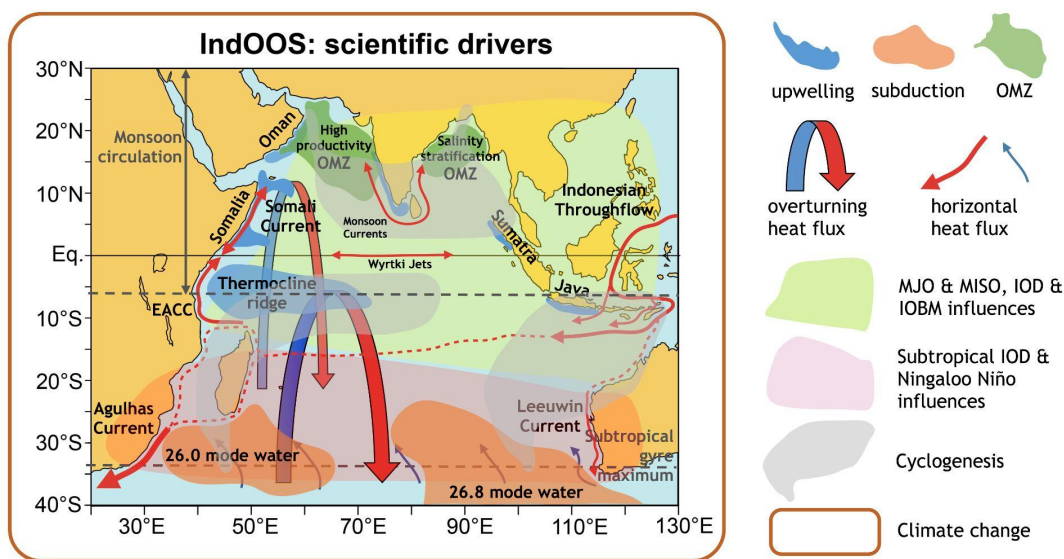 IndOOS: scientific drivers
30°N
20°N
10°N
Eq.
10°S
20°S
30°S
40°S
30°E
50°E
70°E
90°E
110°E
130°E
Monsoon
circulation
Oman
High
productivity
OMZ
Salinity
stratification
OMZ
Somalia
Somali
Current
Monsoon
Currents
Indonesian
Throughflow
Sumatra
Wyrtki Jets
Thermocline
ridge
Java
EACC
Agulhas
Current
Leeuwin
Current
26.0 mode water
26.8 mode water
Subtropical
gyre
maximum
upwelling
subduction
OMZ
overturning
heat flux
horizontal
heat flux
MJO & MISO, IOD &
IOBM influences
Subtropical IOD &
Ningaloo Niño
influences
Cyclogenesis
Climate change